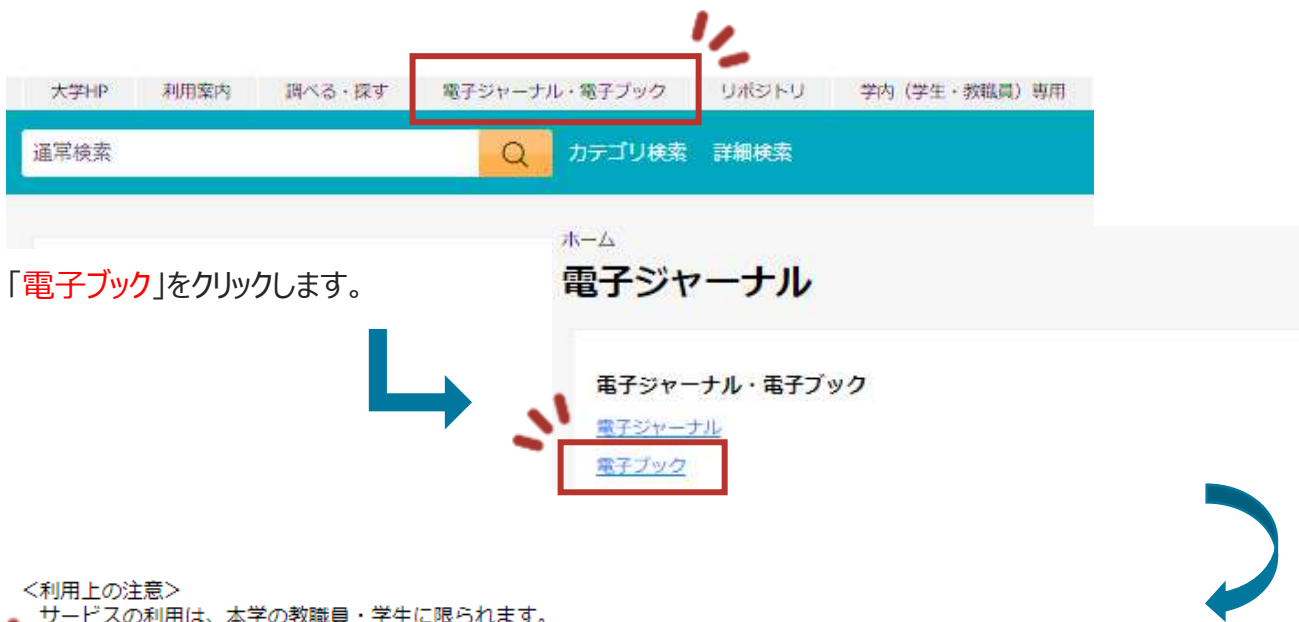 大学HP 利用案内 調べる・探す 電子ジャーナル・電子ブック リポジトリ 学内（学生・教職員）専用
通常検索 カテゴリ検索 詳細検索
ホーム
電子ジャーナル
「電子ブック」をクリックします。
電子ジャーナル・電子ブック
電子ジャーナル
電子ブック
＜利用上の注意＞
サービスの利用は、本学の教職員・学生に限られます。